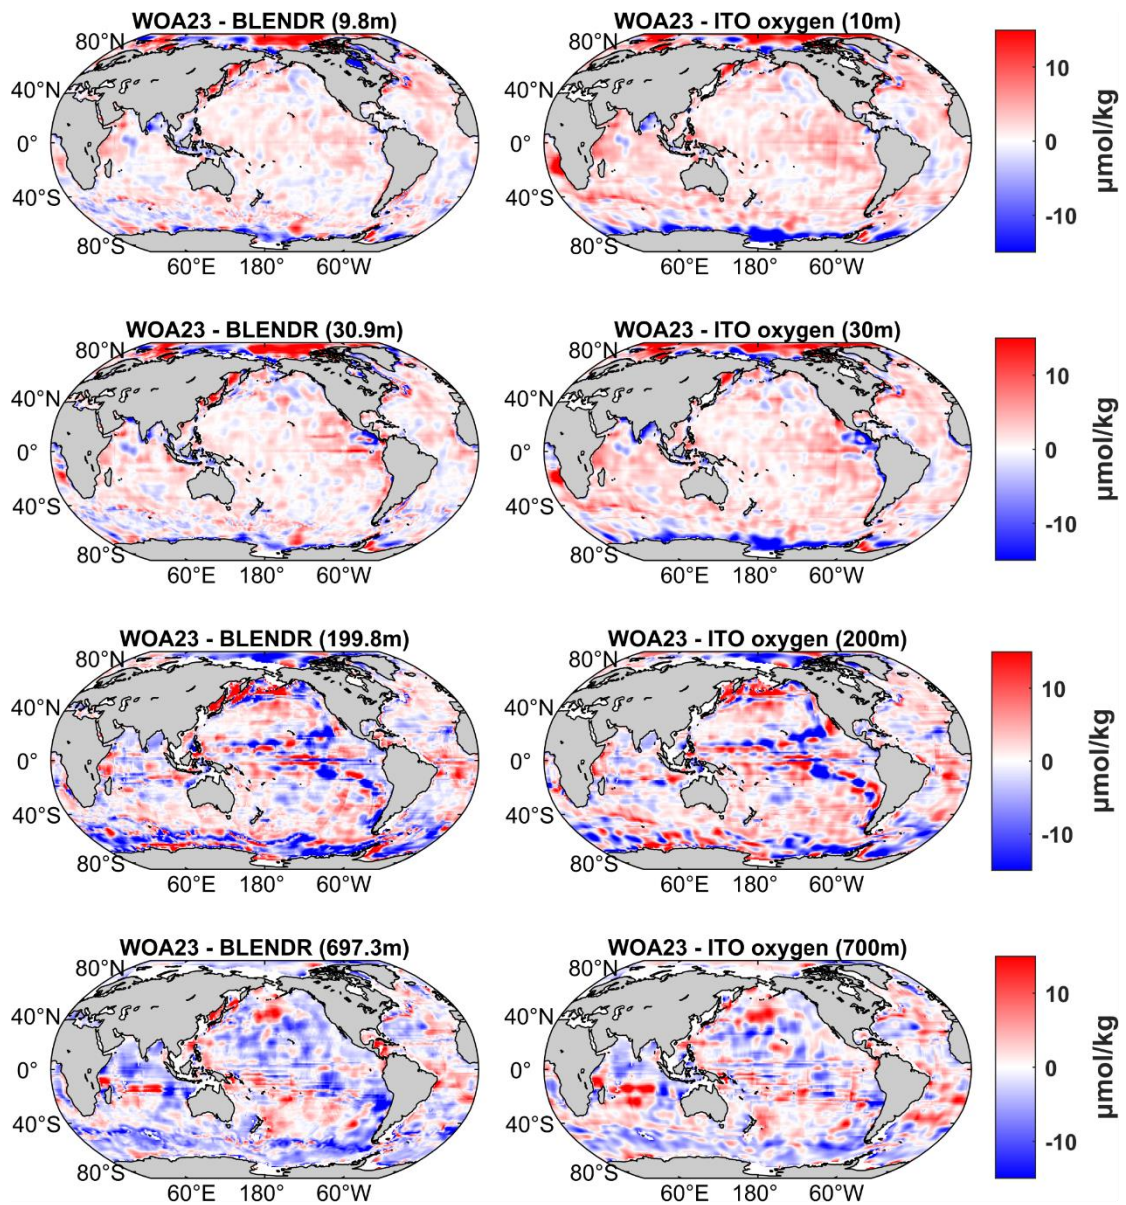 WOA23 - BLENDR (9.8m)
WOA23 - ITO oxygen (10m)
80°N
40°N
0°
40°S
80°S
60°E 180° 60°W
80°N
40°N
0°
40°S
80°S
60°E 180° 60°W
10
0
-10
µmol/kg
WOA23 - BLENDR (30.9m)
WOA23 - ITO oxygen (30m)
80°N
40°N
0°
40°S
80°S
60°E 180° 60°W
80°N
40°N
0°
40°S
80°S
60°E 180° 60°W
10
0
-10
µmol/kg
WOA23 - BLENDR (199.8m)
WOA23 - ITO oxygen (200m)
80°N
40°N
0°
40°S
80°S
60°E 180° 60°W
80°N
40°N
0°
40°S
80°S
60°E 180° 60°W
10
0
-10
µmol/kg
WOA23 - BLENDR (697.3m)
WOA23 - ITO oxygen (700m)
80°N
40°N
0°
40°S
80°S
60°E 180° 60°W
80°N
40°N
0°
40°S
80°S
60°E 180° 60°W
10
0
-10
µmol/kg